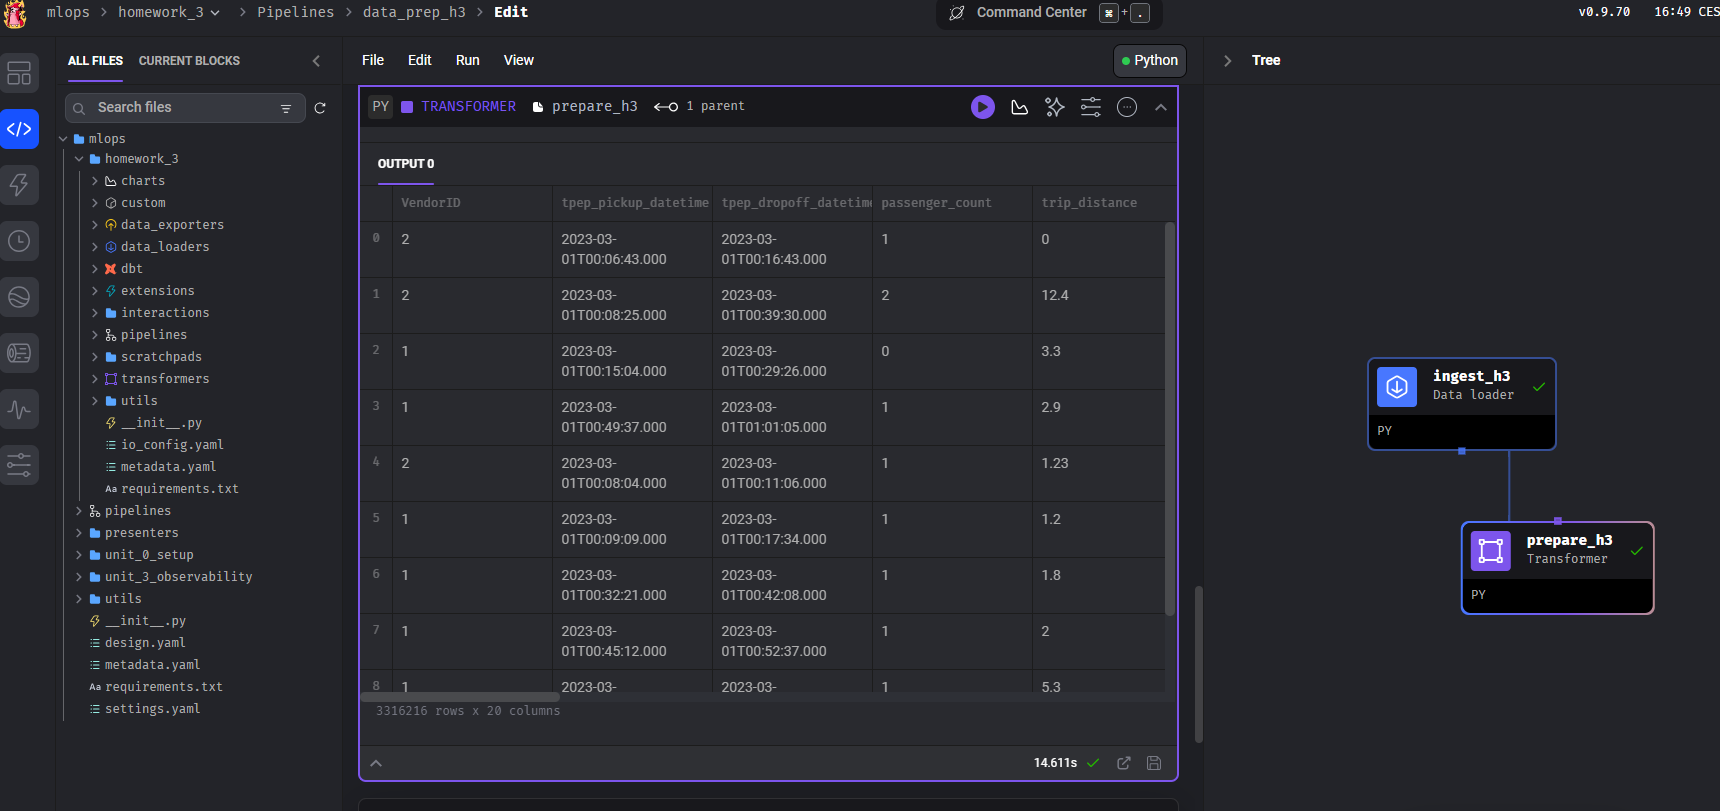 mlops > homework_3 > Pipelines > data_prep_h3 > Edit
Command Center ⌘ + .
v0.9.70 16:49 CES
ALL FILES CURRENT BLOCKS
Search files
mlops
homework_3
charts
custom
data_exporters
data_loaders
dbt
extensions
interactions
pipelines
scratchpads
transformers
utils
__init__.py
io_config.yaml
metadata.yaml
Aa requirements.txt
pipelines
presenters
unit_0_setup
unit_3_observability
utils
__init__.py
design.yaml
metadata.yaml
Aa requirements.txt
settings.yaml
File Edit Run View
Python
PY TRANSFORMER prepare_h3 1 parent
OUTPUT 0
VendorID tpep_pickup_datetime tpep_dropoff_datetime passenger_count trip_distance
0 2 2023-03-01T00:06:43.000 2023-03-01T00:16:43.000 1 0
1 2 2023-03-01T00:08:25.000 2023-03-01T00:39:30.000 2 12.4
2 1 2023-03-01T00:15:04.000 2023-03-01T00:29:26.000 0 3.3
3 1 2023-03-01T00:49:37.000 2023-03-01T01:01:05.000 1 2.9
4 2 2023-03-01T00:08:04.000 2023-03-01T00:11:06.000 1 1.23
5 1 2023-03-01T00:09:09.000 2023-03-01T00:17:34.000 1 1.2
6 1 2023-03-01T00:32:21.000 2023-03-01T00:42:08.000 1 1.8
7 1 2023-03-01T00:45:12.000 2023-03-01T00:52:37.000 1 2
8 1 2023-03- 2023-03- 1 5.3
3316216 rows x 20 columns
14.611s
Tree
ingest_h3
Data loader
PY
prepare_h3
Transformer
PY